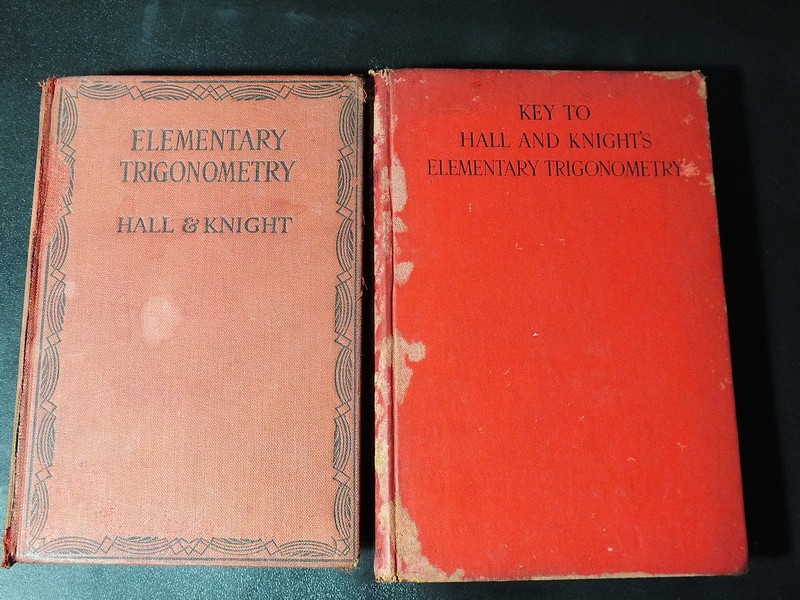 ELEMENTARY
TRIGONOMETRY
HALL & KNIGHT
KEY TO
HALL AND KNIGHT'S
ELEMENTARY TRIGONOMETRY